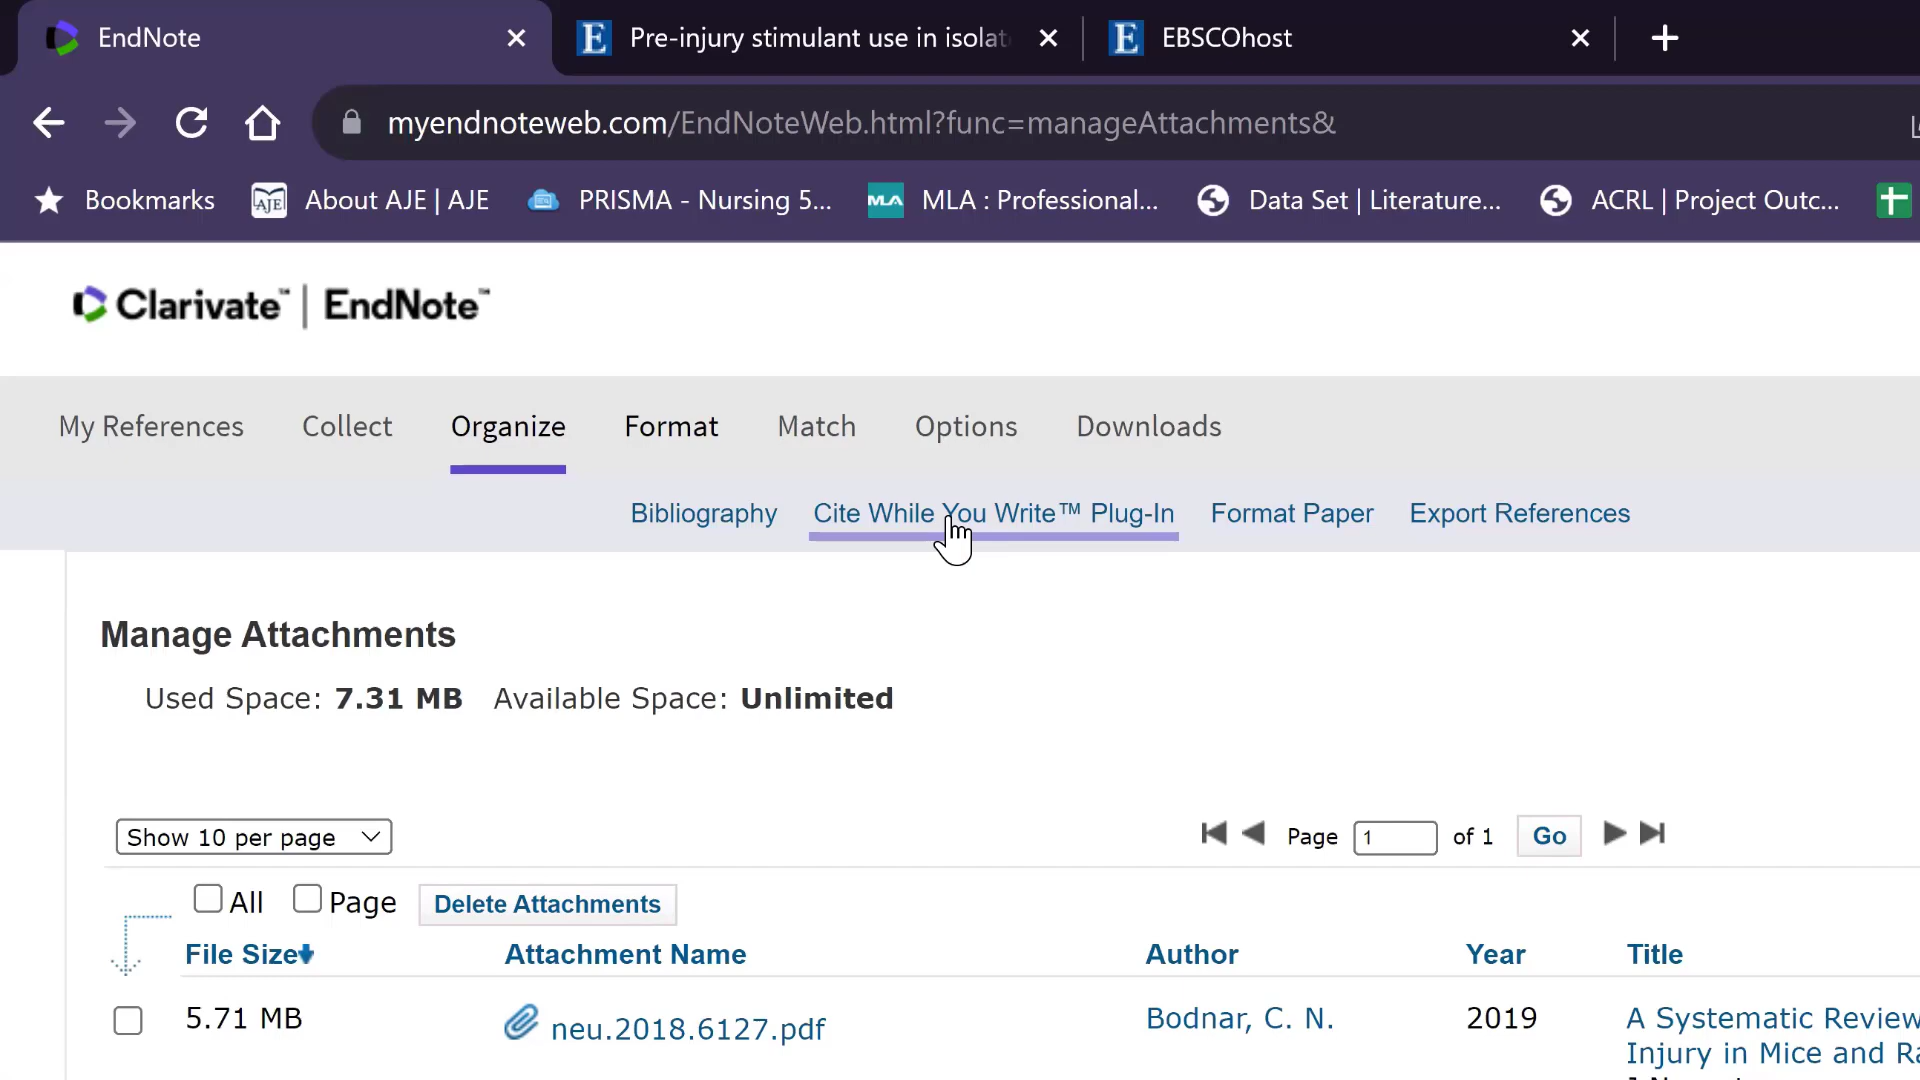 EndNote
Pre-injury stimulant use in isolat
EBSCOhost
myendnoteweb.com/EndNoteWeb.html?func=manageAttachments&
Bookmarks
AJE
About AJE | AJE
PRISMA - Nursing 5...
MLA
MLA : Professional...
Data Set | Literature...
ACRL | Project Outc...
Clarivate™ | EndNote™
My References
Collect
Organize
Format
Match
Options
Downloads
Bibliography
Cite While You Write™ Plug-In
Format Paper
Export References
Manage Attachments
Used Space: 7.31 MB Available Space: Unlimited
Show 10 per page
Page 1 of 1 Go
All Page Delete Attachments
File Size Attachment Name Author Year Title
5.71 MB neu.2018.6127.pdf Bodnar, C. N. 2019 A Systematic Review
Injury in Mice and Ra